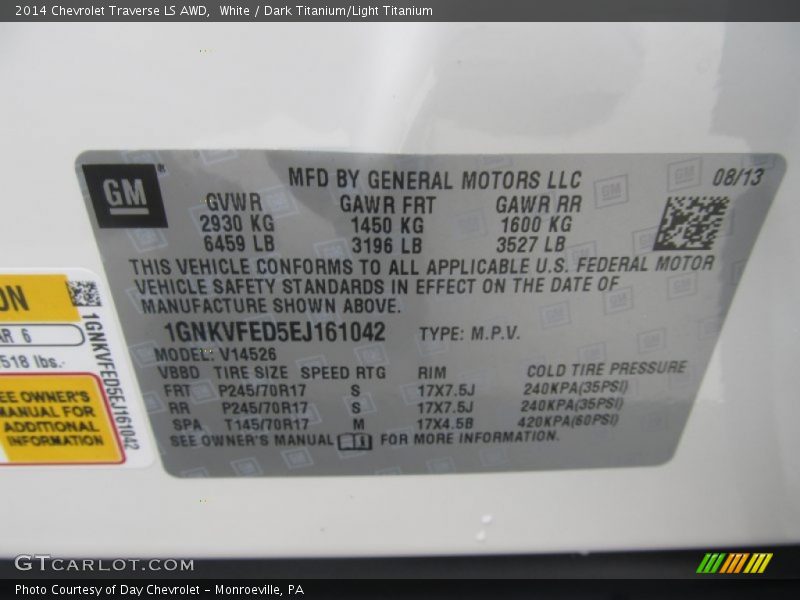 2014 Chevrolet Traverse LS AWD,  White / Dark Titanium/Light Titanium
GM
MFD BY GENERAL MOTORS LLC
08/13
GVWR GAWR FRT GAWR RR
2930 KG 1450 KG 1600 KG
6459 LB 3196 LB 3527 LB
THIS VEHICLE CONFORMS TO ALL APPLICABLE U.S. FEDERAL MOTOR
VEHICLE SAFETY STANDARDS IN EFFECT ON THE DATE OF
MANUFACTURE SHOWN ABOVE.
1GNKVFED5EJ161042 TYPE: M.P.V.
MODEL: V14526
VBBD TIRE SIZE SPEED RTG RIM COLD TIRE PRESSURE
FRT P245/70R17 S 17X7.5J 240KPA(35PSI)
RR P245/70R17 S 17X7.5J 240KPA(35PSI)
SPA T145/70R17 M 17X4.5B 420KPA(60PSI)
SEE OWNER'S MANUAL FOR MORE INFORMATION.
ON
AR 6
518 lbs.
EE OWNER'S
MANUAL FOR
ADDITIONAL
INFORMATION
1GNKVFED5EJ161042
GTCARLOT.COM
Photo Courtesy of Day Chevrolet - Monroeville, PA